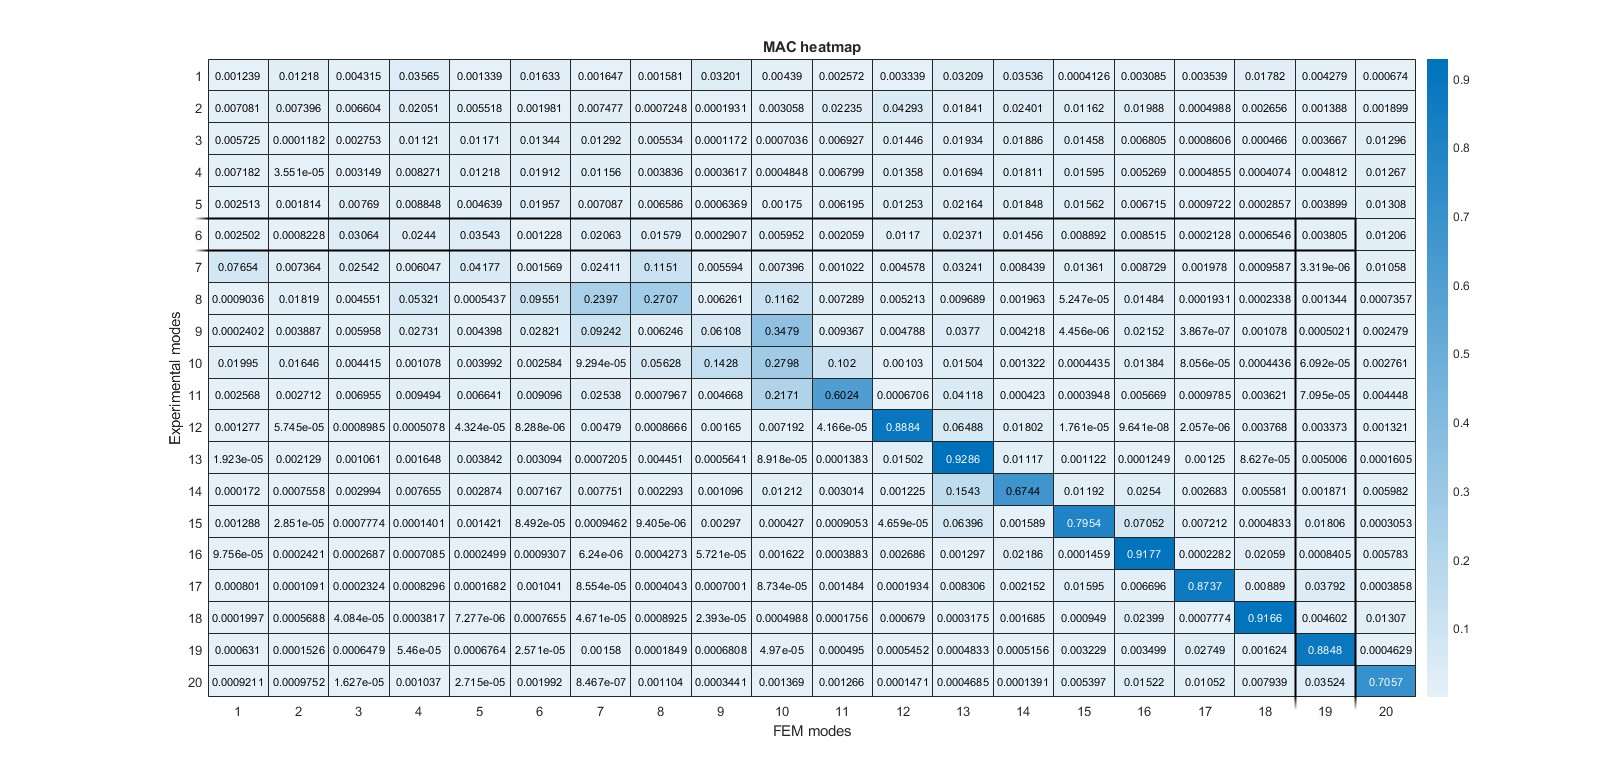 MAC heatmap
1 0.001239 0.01218 0.004315 0.03565 0.001339 0.01633 0.001647 0.001581 0.03201 0.00439 0.002572 0.003339 0.03209 0.03536 0.0004126 0.003085 0.003539 0.01782 0.004279 0.000674
2 0.007081 0.007396 0.006604 0.02051 0.005518 0.001981 0.007477 0.0007248 0.0001931 0.003058 0.02235 0.04293 0.01841 0.02401 0.01162 0.01988 0.0004988 0.002656 0.001388 0.001899
3 0.005725 0.0001182 0.002753 0.01121 0.01171 0.01344 0.01292 0.005534 0.0001172 0.0007036 0.006927 0.01446 0.01934 0.01886 0.01458 0.006805 0.0008606 0.000466 0.003667 0.01296
4 0.007182 3.551e-05 0.003149 0.008271 0.01218 0.01912 0.01156 0.003836 0.0003617 0.0004848 0.006799 0.01358 0.01694 0.01811 0.01595 0.005269 0.0004855 0.0004074 0.004812 0.01267
5 0.002513 0.001814 0.00769 0.008848 0.004639 0.01957 0.007087 0.006586 0.0006369 0.00175 0.006195 0.01253 0.02164 0.01848 0.01562 0.006715 0.0009722 0.0002857 0.003899 0.01308
6 0.002502 0.0008228 0.03064 0.0244 0.03543 0.001228 0.02063 0.01579 0.0002907 0.005952 0.002059 0.0117 0.02371 0.01456 0.008892 0.008515 0.0002128 0.0006546 0.003805 0.01206
7 0.07654 0.007364 0.02542 0.006047 0.04177 0.001569 0.02411 0.1151 0.005594 0.007396 0.001022 0.004578 0.03241 0.008439 0.01361 0.008729 0.001978 0.0009587 3.319e-06 0.01058
8 0.0009036 0.01819 0.004551 0.05321 0.0005437 0.09551 0.2397 0.2707 0.006261 0.1162 0.007289 0.005213 0.009689 0.001963 5.247e-05 0.01484 0.0001931 0.0002338 0.001344 0.0007357
9 0.0002402 0.003887 0.005958 0.02731 0.004398 0.02821 0.09242 0.006246 0.06108 0.3479 0.009367 0.004788 0.0377 0.004218 4.456e-06 0.02152 3.867e-07 0.001078 0.0005021 0.002479
10 0.01995 0.01646 0.004415 0.001078 0.003992 0.002584 9.294e-05 0.05628 0.1428 0.2798 0.102 0.00103 0.01504 0.001322 0.0004435 0.01384 8.056e-05 0.0004436 6.092e-05 0.002761
11 0.002568 0.002712 0.006955 0.009494 0.006641 0.009096 0.02538 0.0007967 0.004668 0.2171 0.6024 0.0006706 0.04118 0.000423 0.0003948 0.005669 0.0009785 0.003621 7.095e-05 0.004448
12 0.001277 5.745e-05 0.0008985 0.0005078 4.324e-05 8.288e-06 0.00479 0.0008666 0.00165 0.007192 4.166e-05 0.8884 0.06488 0.01802 1.761e-05 9.641e-08 2.057e-06 0.003768 0.003373 0.001321
13 1.923e-05 0.002129 0.001061 0.001648 0.003842 0.003094 0.0007205 0.004451 0.0005641 8.918e-05 0.0001383 0.01502 0.9286 0.01117 0.001122 0.0001249 0.00125 8.627e-05 0.005006 0.0001605
14 0.000172 0.0007558 0.002994 0.007655 0.002874 0.007167 0.007751 0.002293 0.001096 0.01212 0.003014 0.001225 0.1543 0.6744 0.01192 0.0254 0.002683 0.005581 0.001871 0.005982
15 0.001288 2.851e-05 0.0007774 0.0001401 0.001421 8.492e-05 0.0009462 9.405e-06 0.00297 0.000427 0.0009053 4.659e-05 0.06396 0.001589 0.7954 0.07052 0.007212 0.0004833 0.01806 0.0003053
16 9.756e-05 0.0002421 0.0002687 0.0007085 0.0002499 0.0009307 6.24e-06 0.0004273 5.721e-05 0.001622 0.0003883 0.002686 0.001297 0.02186 0.0001459 0.9177 0.0002282 0.02059 0.0008405 0.005783
17 0.000801 0.0001091 0.0002324 0.0008296 0.0001682 0.001041 8.554e-05 0.0004043 0.0007001 8.734e-05 0.001484 0.0001934 0.008306 0.002152 0.01595 0.006696 0.8737 0.00889 0.03792 0.0003858
18 0.0001997 0.0005688 4.084e-05 0.0003817 7.277e-06 0.0007655 4.671e-05 0.0008925 2.393e-05 0.0004988 0.0001756 0.000679 0.0003175 0.001685 0.000949 0.02399 0.0007774 0.9166 0.004602 0.01307
19 0.000631 0.0001526 0.0006479 5.46e-05 0.0006764 2.571e-05 0.00158 0.0001849 0.0006808 4.97e-05 0.000495 0.0005452 0.0004833 0.0005156 0.003229 0.003499 0.02749 0.001624 0.8848 0.0004629
20 0.0009211 0.0009752 1.627e-05 0.001037 2.715e-05 0.001992 8.467e-07 0.001104 0.0003441 0.001369 0.001266 0.0001471 0.0004685 0.0001391 0.005397 0.01522 0.01052 0.007939 0.03524 0.7057
1 2 3 4 5 6 7 8 9 10 11 12 13 14 15 16 17 18 19 20
FEM modes
Experimental modes
0.9
0.8
0.7
0.6
0.5
0.4
0.3
0.2
0.1